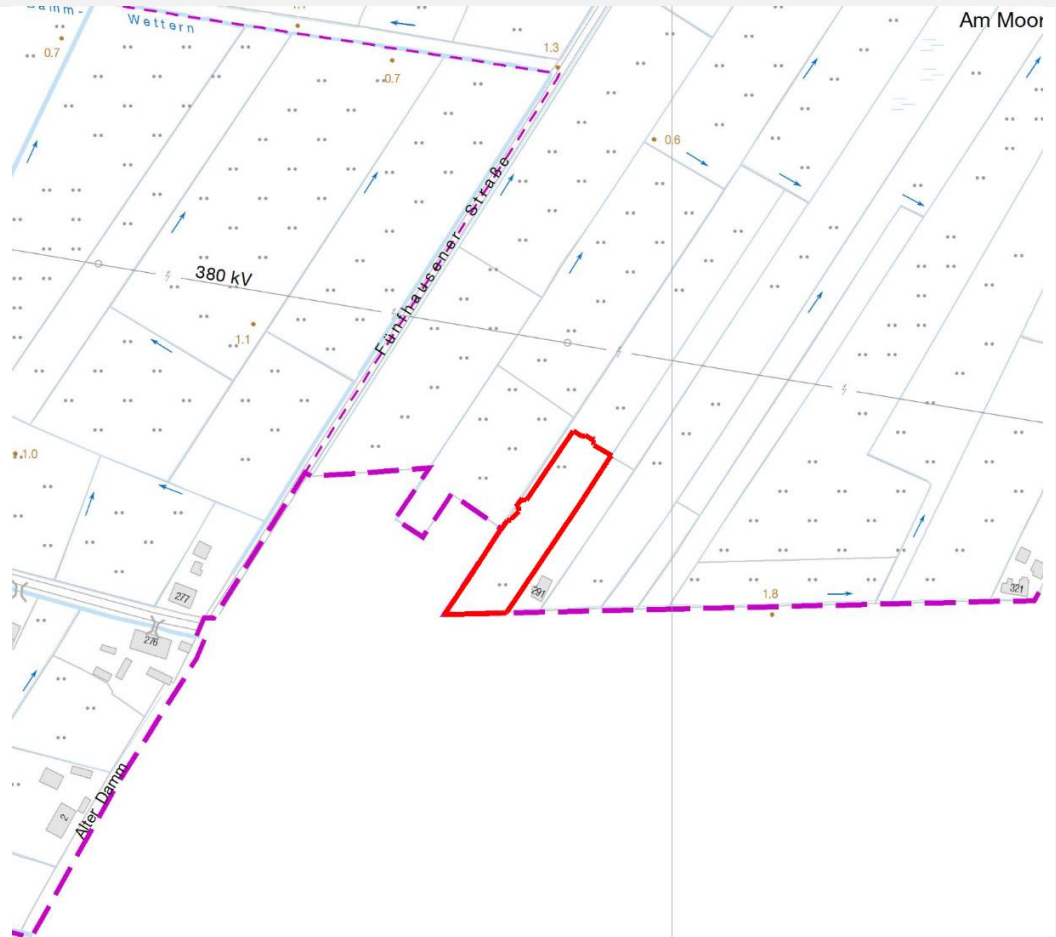 Damm-
Wettern
Am Moor
0.7
0.7
1.3
0.6
Fünfhausener Straße
380 kV
1.1
1.0
277
276
291
1.8
321
2
Alter Damm